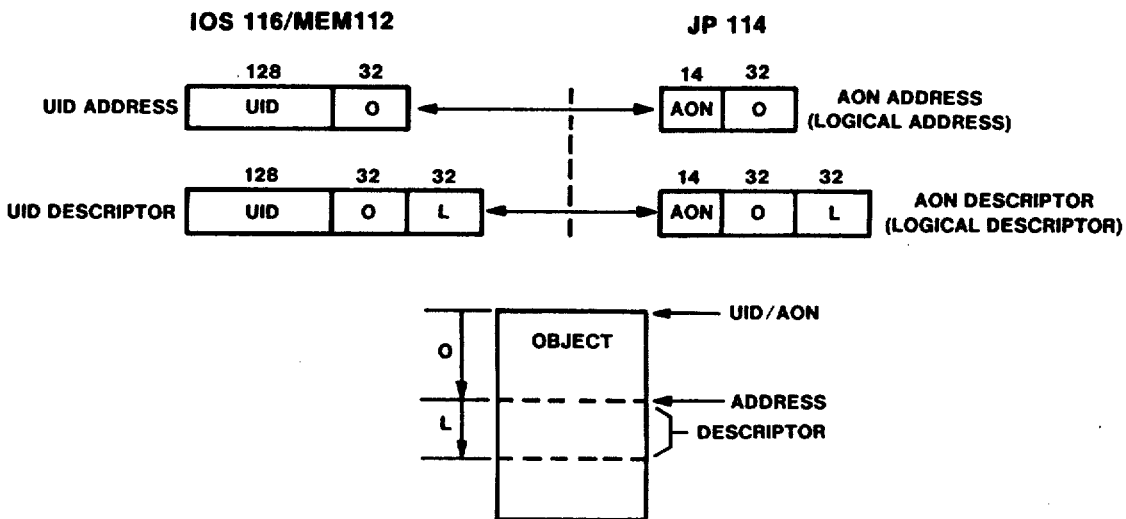 IOS 116/MEM112
JP 114
128 32
14 32
UID ADDRESS
UID O
AON O
AON ADDRESS
(LOGICAL ADDRESS)
128 32 32
14 32 32
UID DESCRIPTOR
UID O L
AON O L
AON DESCRIPTOR
(LOGICAL DESCRIPTOR)
UID/AON
OBJECT
O
ADDRESS
L
DESCRIPTOR